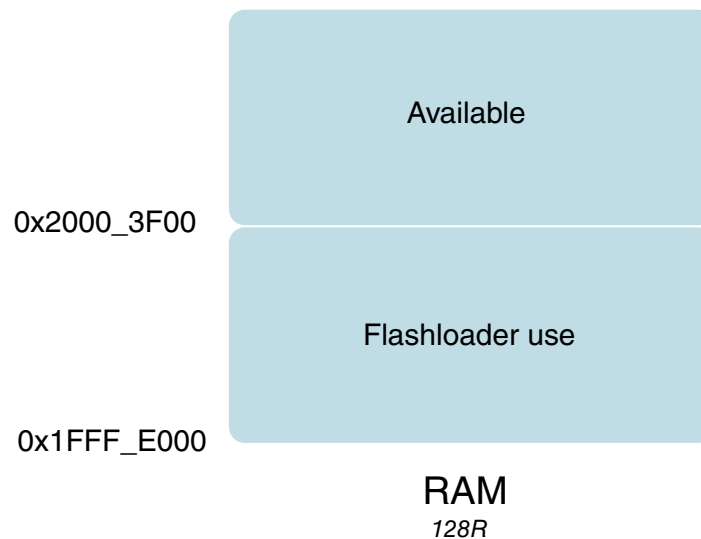 Available
0x2000_3F00
Flashloader use
0x1FFF_E000
RAM
128R